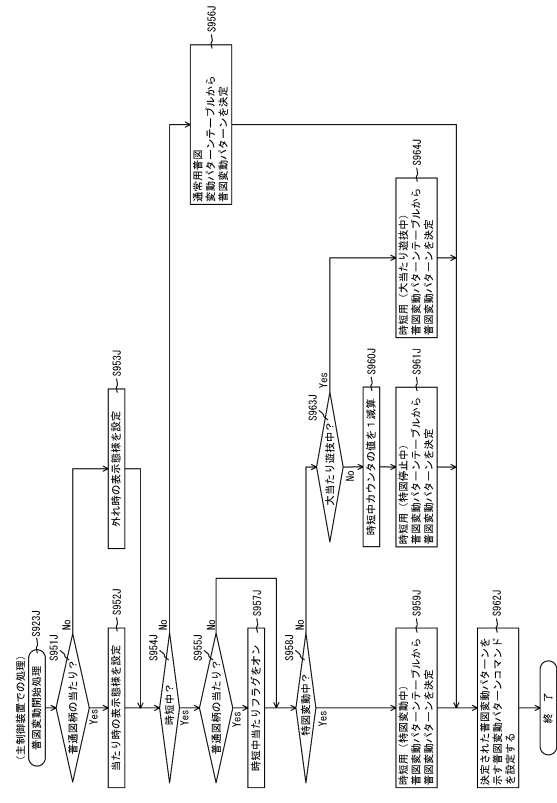 (主制御装置での処理)
普図変動開始処理
S923J
普通図柄の当たり?
S951J
No
Yes
当たり時の表示態様を設定
S952J
外れ時の表示態様を設定
S953J
時短中?
S954J
No
Yes
通常用普図
変動パターンテーブルから
普図変動パターンを決定
S956J
普通図柄の当たり?
S955J
No
Yes
時短中当たりフラグをオン
S957J
特図変動中?
S958J
No
Yes
大当たり遊技中?
S963J
Yes
No
時短中カウンタの値を1減算
S960J
時短用(特図変動中)
普図変動パターンテーブルから
普図変動パターンを決定
S959J
時短用(特図停止中)
普図変動パターンテーブルから
普図変動パターンを決定
S961J
時短用(大当たり遊技中)
普図変動パターンテーブルから
普図変動パターンを決定
S964J
決定された普図変動パターンを
示す普図変動パターンコマンド
を設定する
S962J
終了